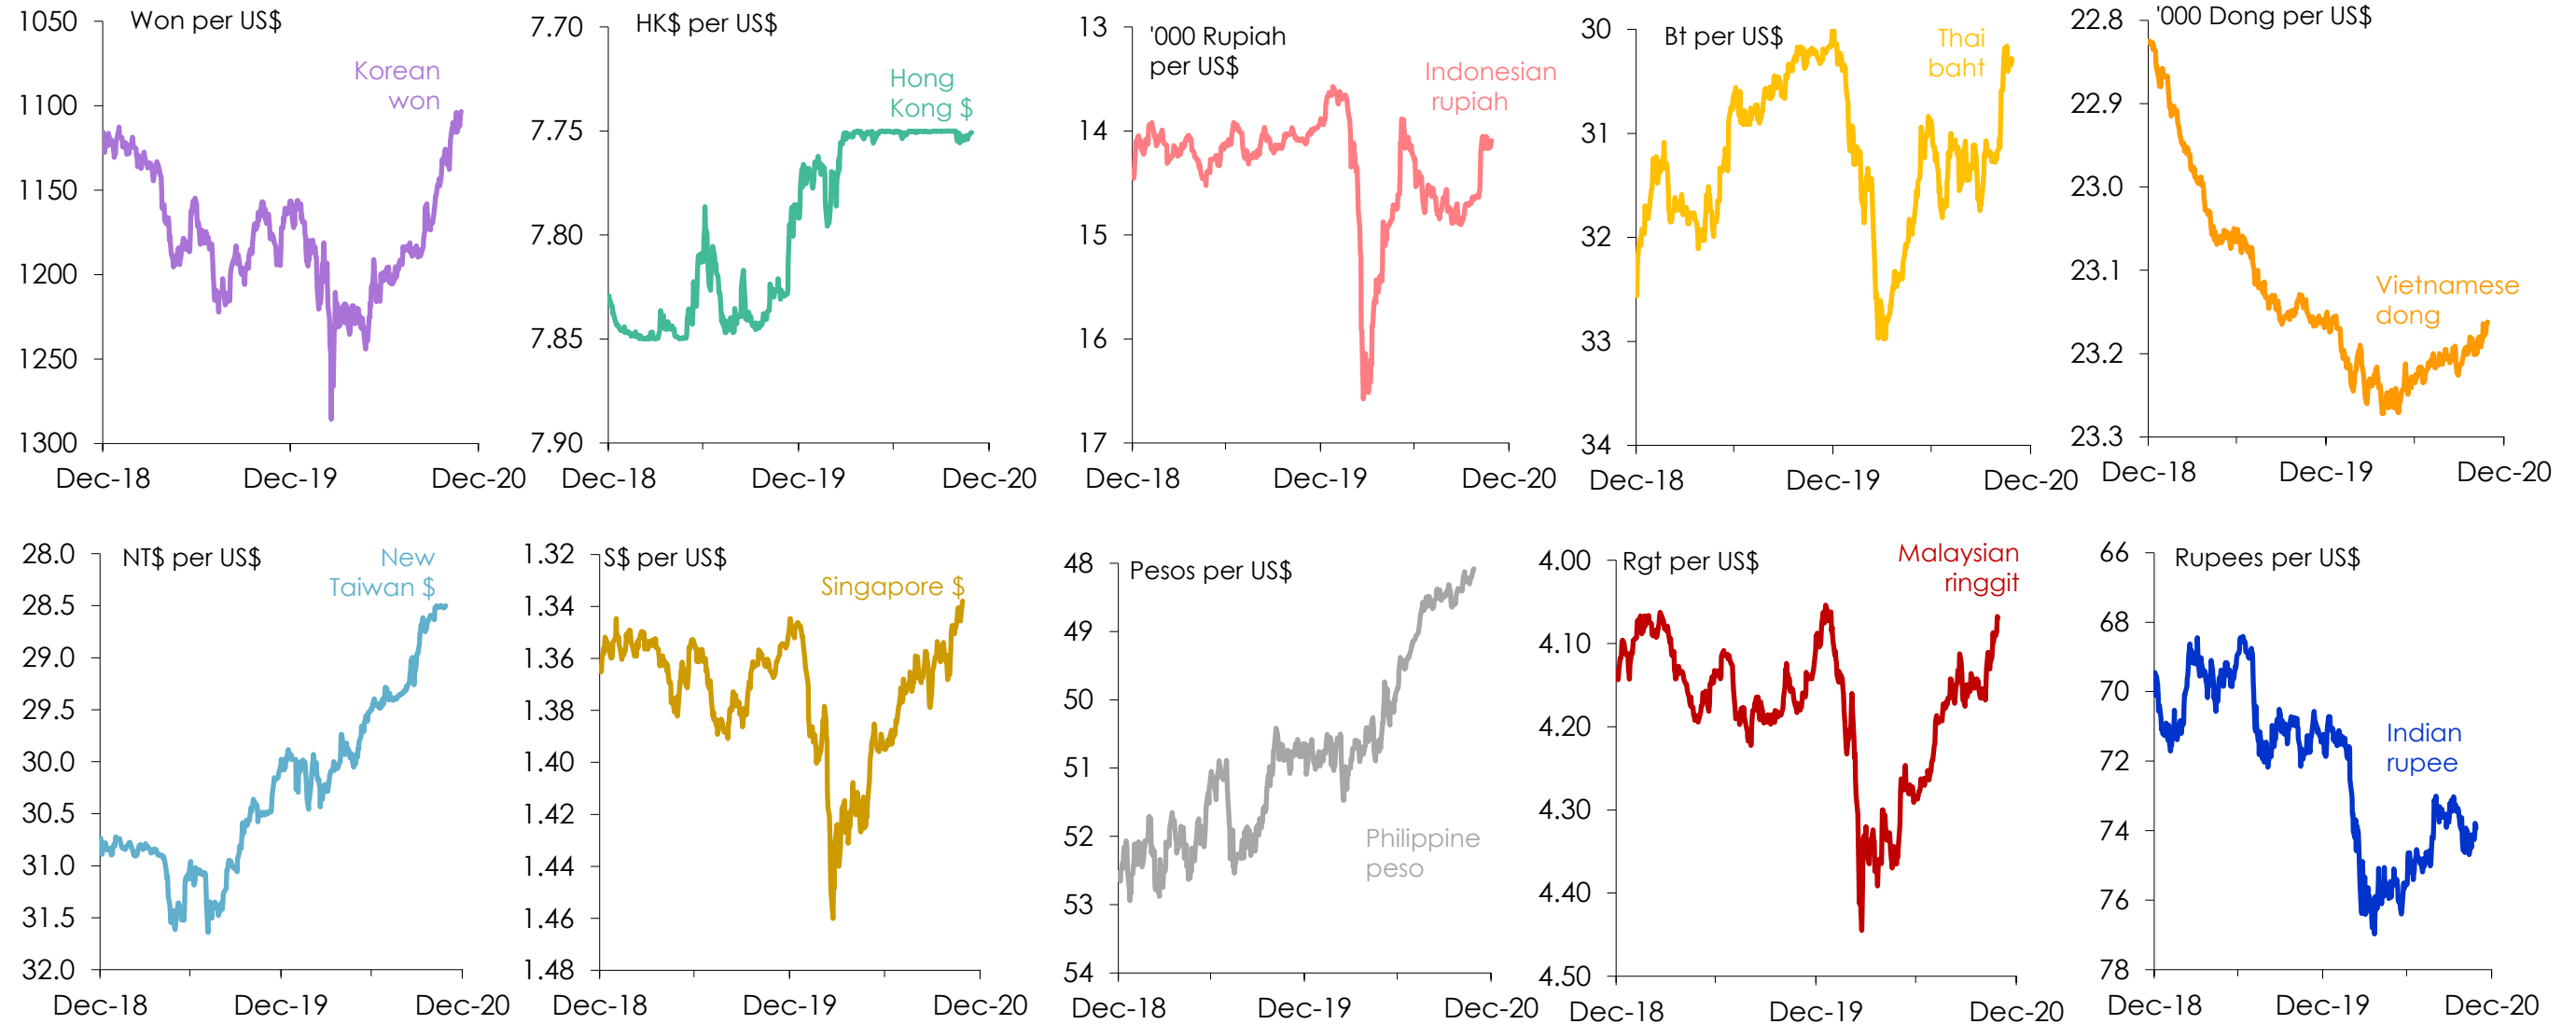 Won per US$
Korean
won
1050
1100
1150
1200
1250
1300
Dec-18
Dec-19
Dec-20
HK$ per US$
Hong
Kong $
7.70
7.75
7.80
7.85
7.90
Dec-18
Dec-19
Dec-20
'000 Rupiah
per US$
Indonesian
rupiah
13
14
15
16
17
Dec-18
Dec-19
Dec-20
Bt per US$
Thai
baht
30
31
32
33
34
Dec-18
Dec-19
Dec-20
'000 Dong per US$
Vietnamese
dong
22.8
22.9
23.0
23.1
23.2
23.3
Dec-18
Dec-19
Dec-20
NT$ per US$
New
Taiwan $
28.0
28.5
29.0
29.5
30.0
30.5
31.0
31.5
32.0
Dec-18
Dec-19
Dec-20
S$ per US$
Singapore $
1.32
1.34
1.36
1.38
1.40
1.42
1.44
1.46
1.48
Dec-18
Dec-19
Dec-20
Pesos per US$
Philippine
peso
48
49
50
51
52
53
54
Dec-18
Dec-19
Dec-20
Rgt per US$
Malaysian
ringgit
4.00
4.10
4.20
4.30
4.40
4.50
Dec-18
Dec-19
Dec-20
Rupees per US$
Indian
rupee
66
68
70
72
74
76
78
Dec-18
Dec-19
Dec-20